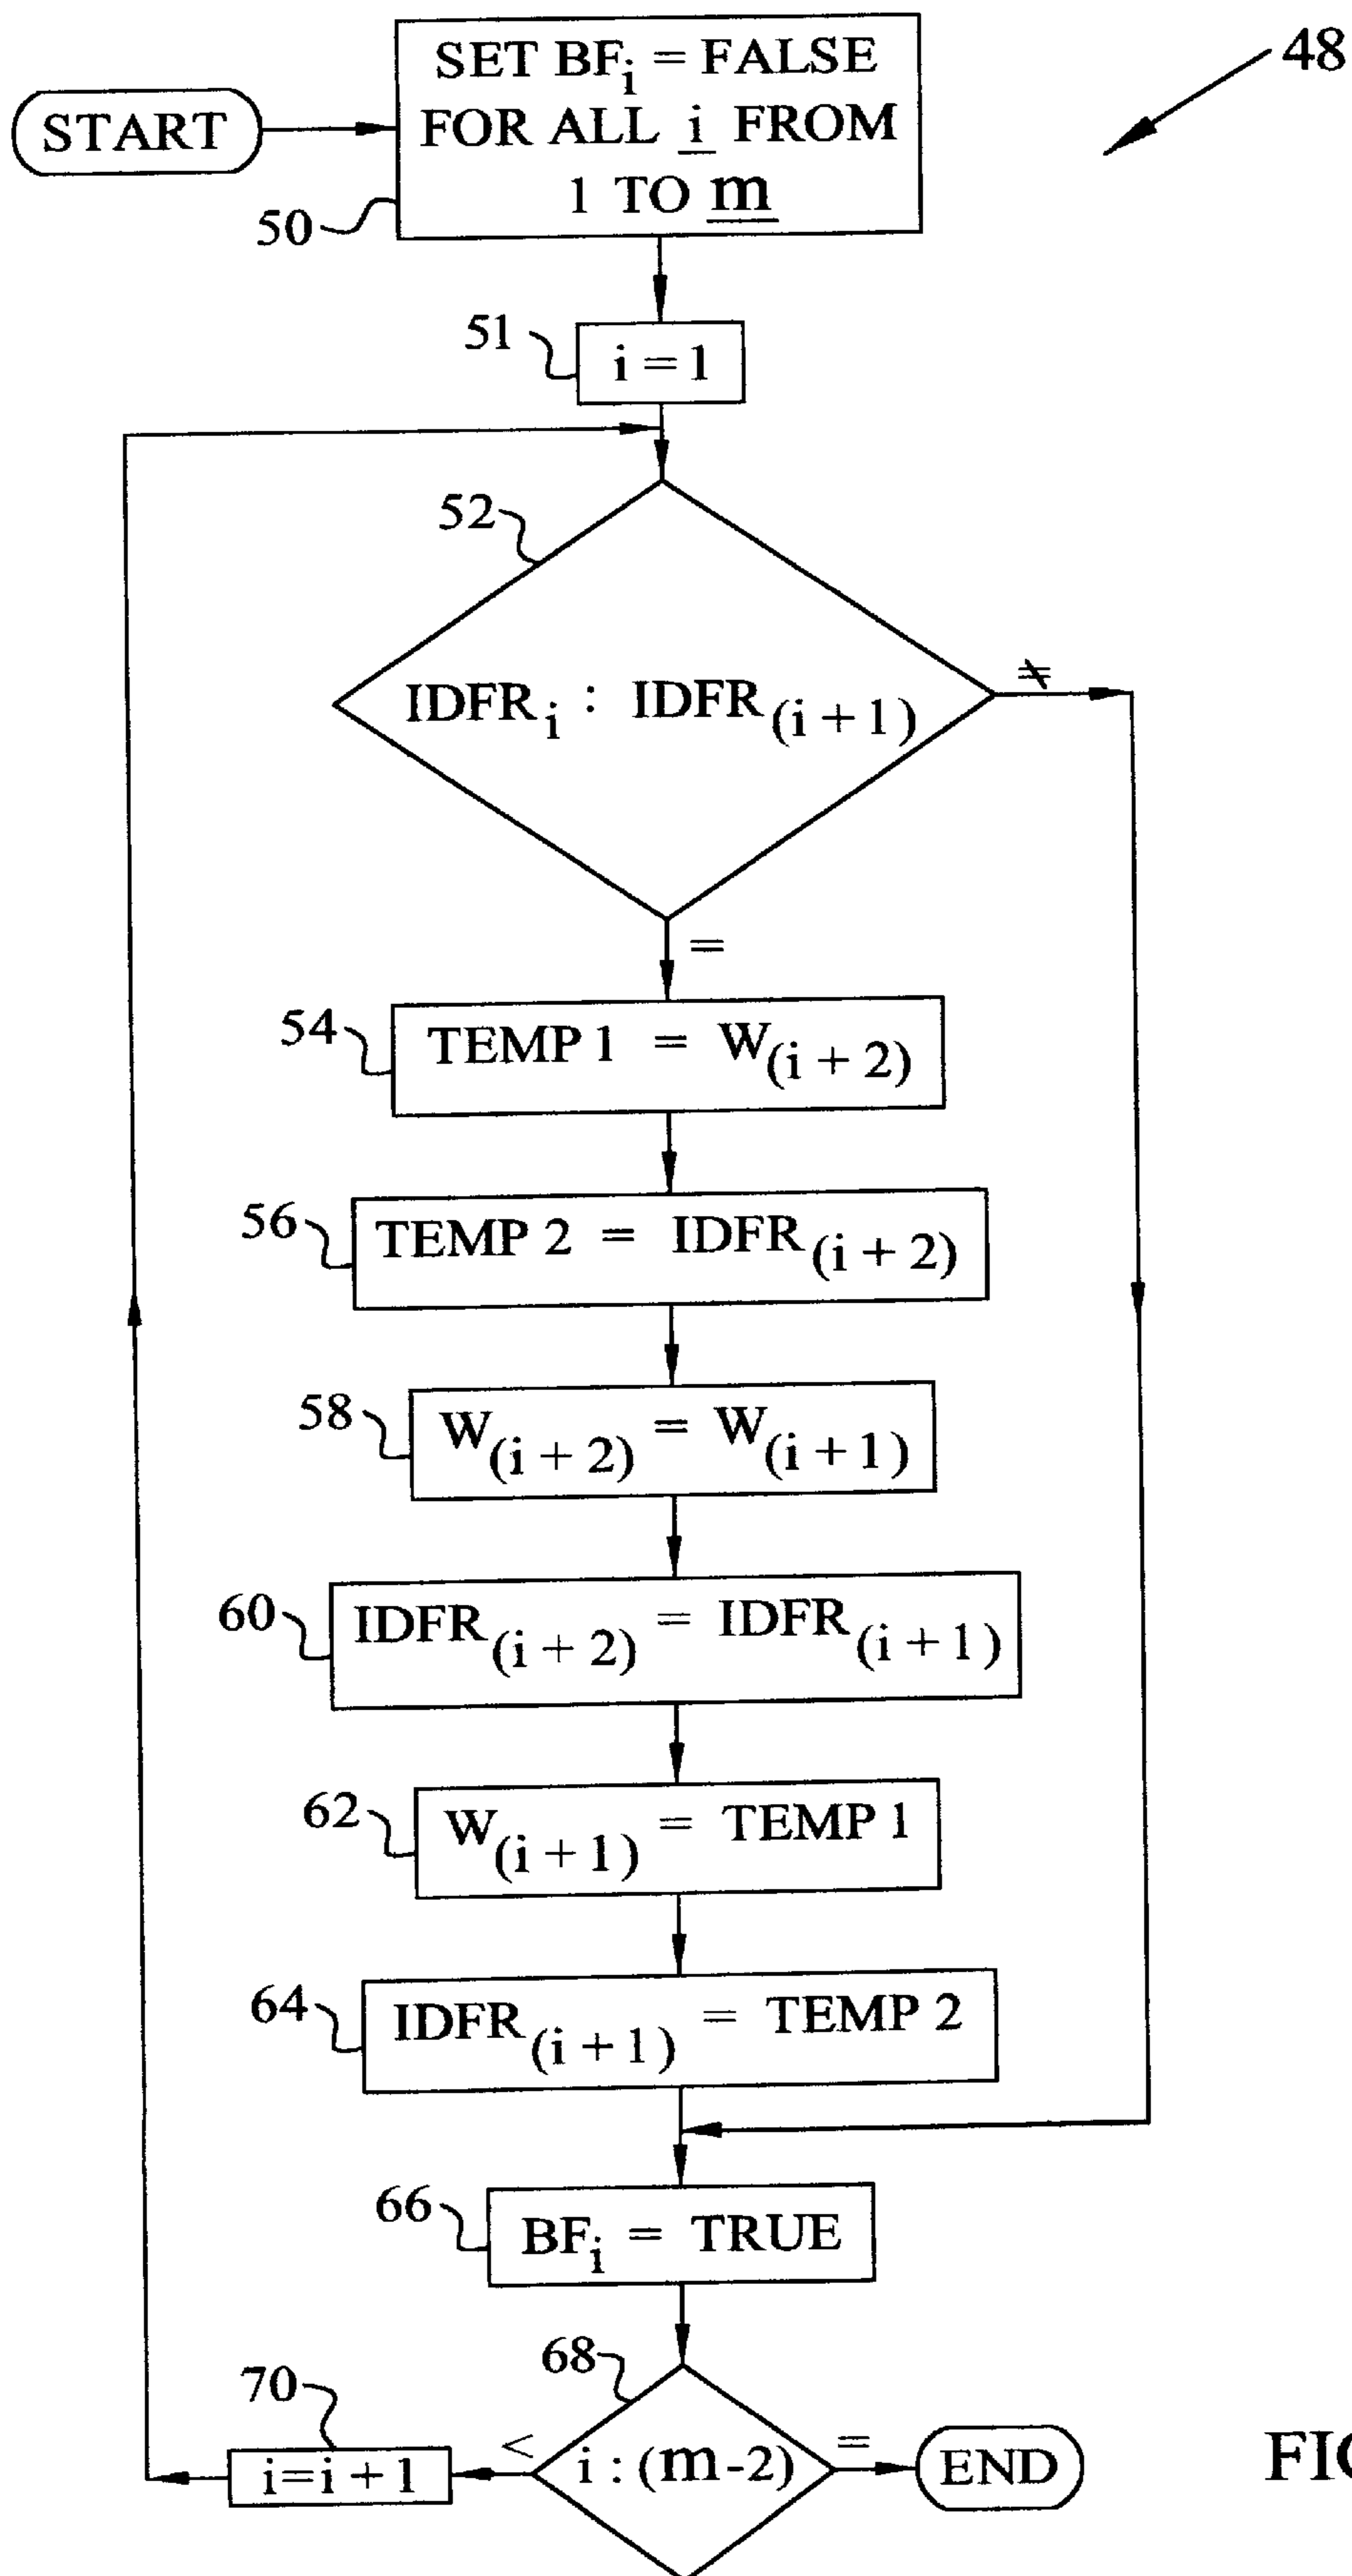 48
START
SET BFi = FALSE
FOR ALL i FROM
1 TO m
50
51
i = 1
52
IDFRi : IDFR(i + 1)
≠
=
54
TEMP 1 = W(i + 2)
56
TEMP 2 = IDFR(i + 2)
58
W(i + 2) = W(i + 1)
60
IDFR(i + 2) = IDFR(i + 1)
62
W(i + 1) = TEMP 1
64
IDFR(i + 1) = TEMP 2
66
BFi = TRUE
68
70
i=i + 1
<
i : (m-2)
=
END